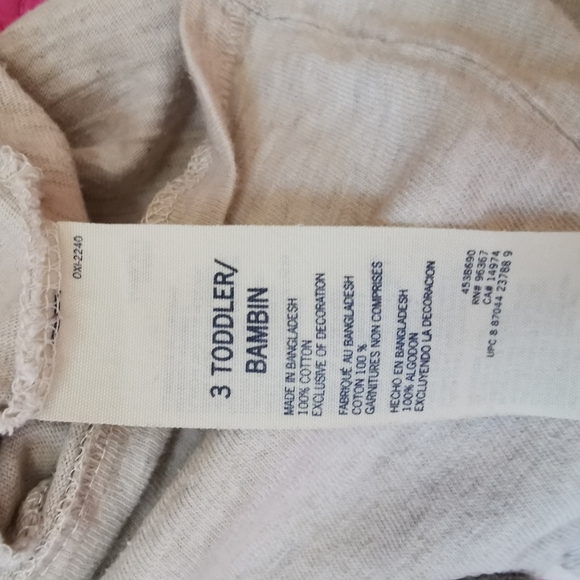 OXI-2240
3 TODDLER/
BAMBIN
MADE IN BANGLADESH
100% COTTON
EXCLUSIVE OF DECORATION
FABRIQUÉ AU BANGLADESH
COTON 100 %
GARNITURES NON COMPRISES
HECHO EN BANGLADESH
100% ALGODON
EXCLUYENDO LA DECORACION
4538690
RN# 96367
CA# 14974
UPC 8 87044 23788 9